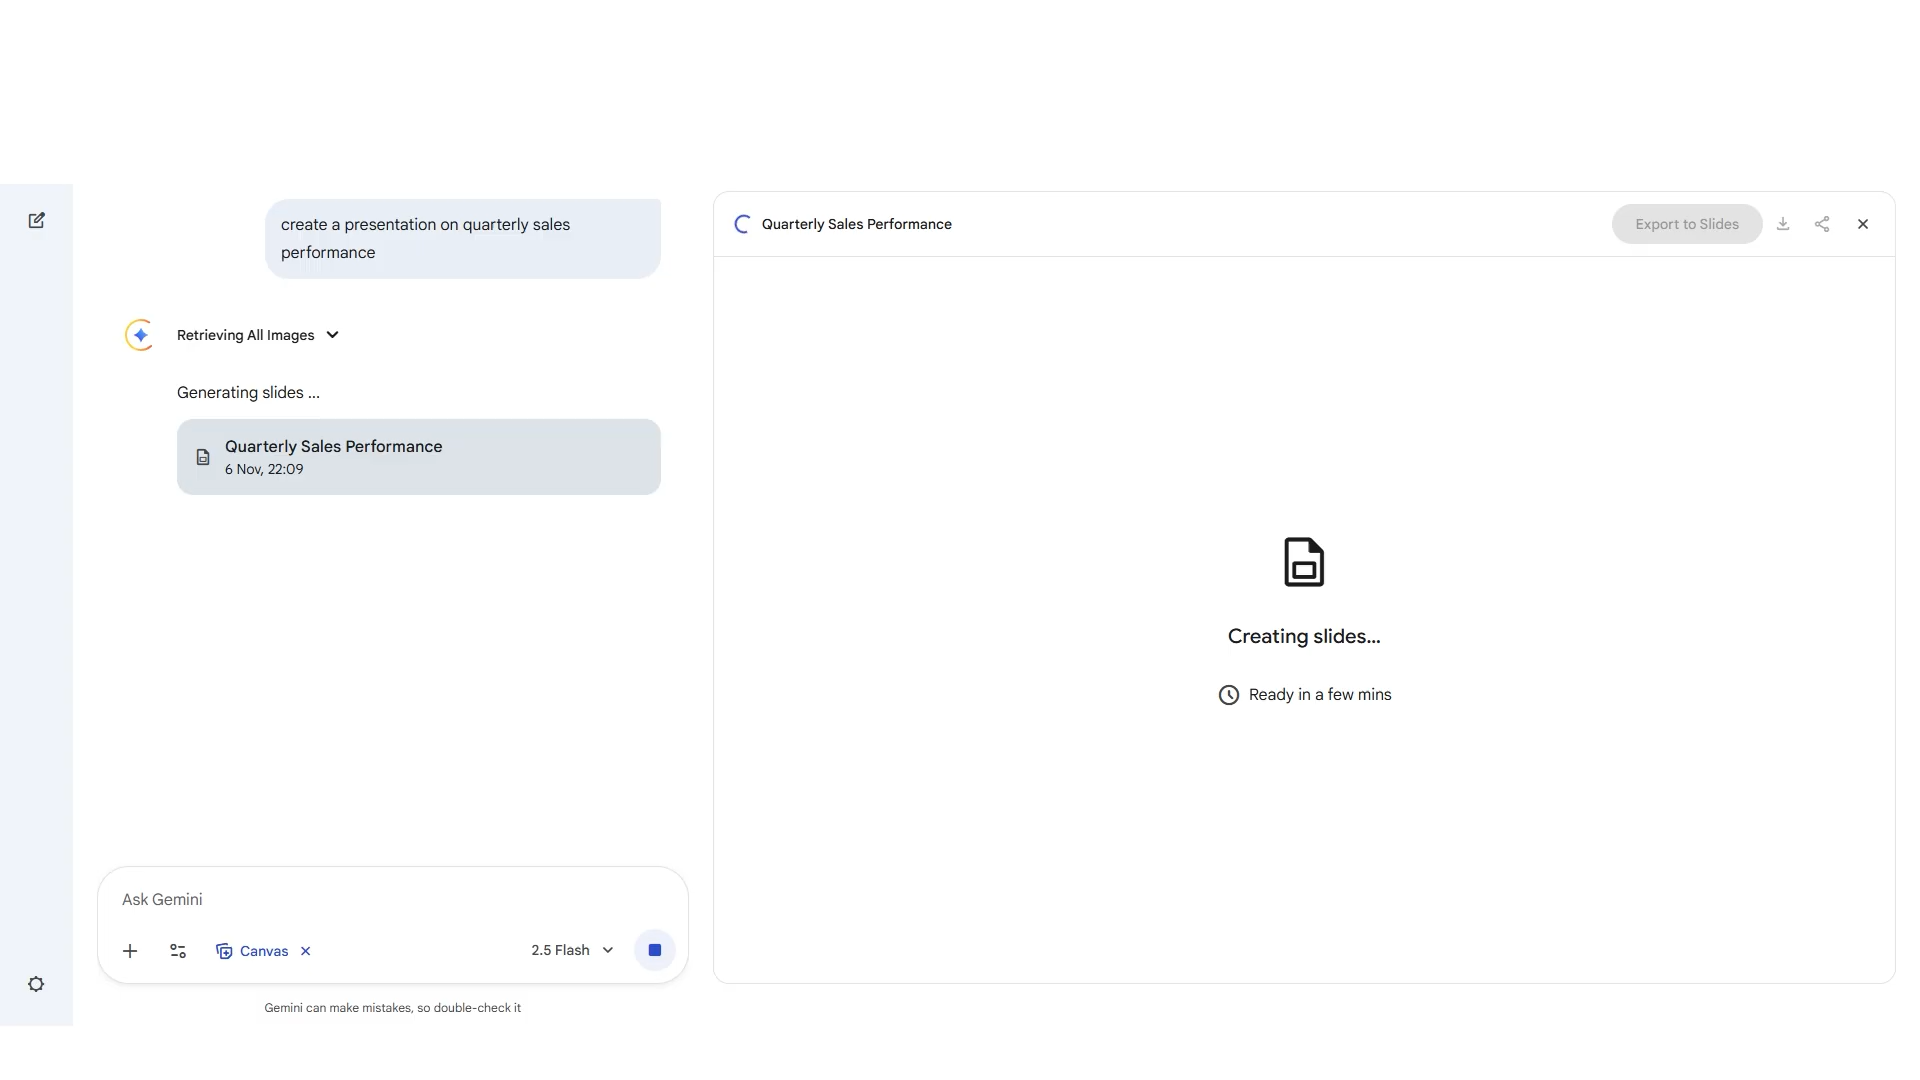 create a presentation on quarterly sales
performance
Retrieving All Images
Generating slides ...
Quarterly Sales Performance
6 Nov, 22:09
Ask Gemini
Canvas
2.5 Flash
Gemini can make mistakes, so double-check it
Quarterly Sales Performance
Export to Slides
Creating slides...
Ready in a few mins